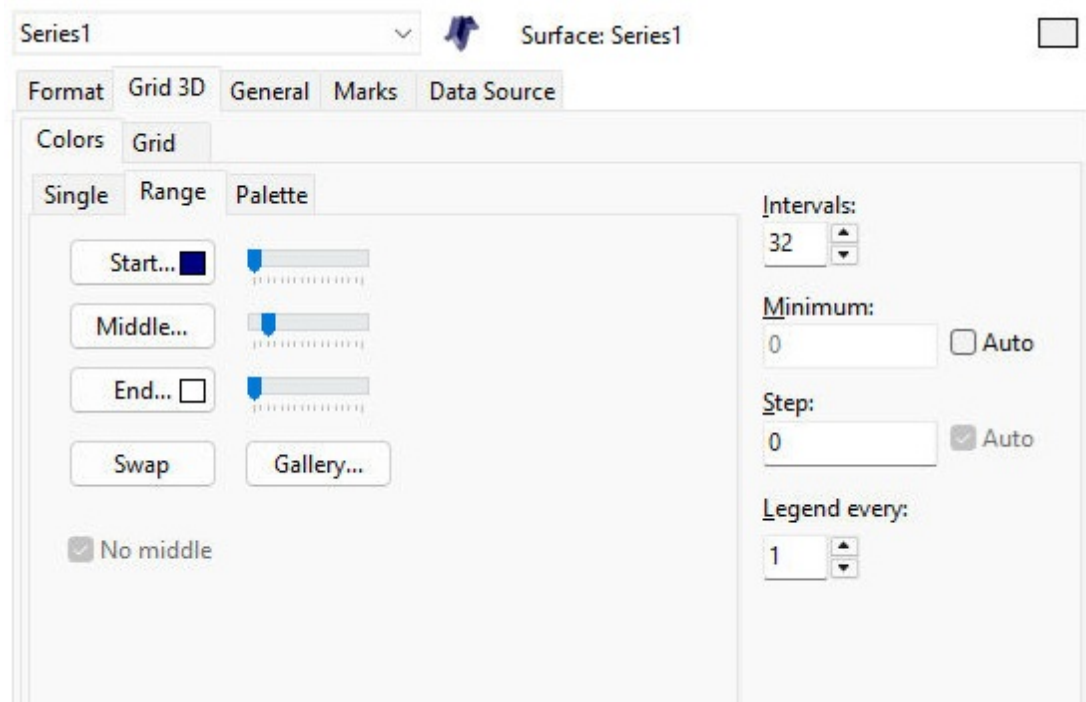 Series1 Surface: Series1
Format Grid 3D General Marks Data Source
Colors Grid
Single Range Palette
Intervals:
Start... 32
Minimum:
Middle... 0 Auto
End... Step:
0 Auto
Swap Gallery...
Legend every:
No middle 1